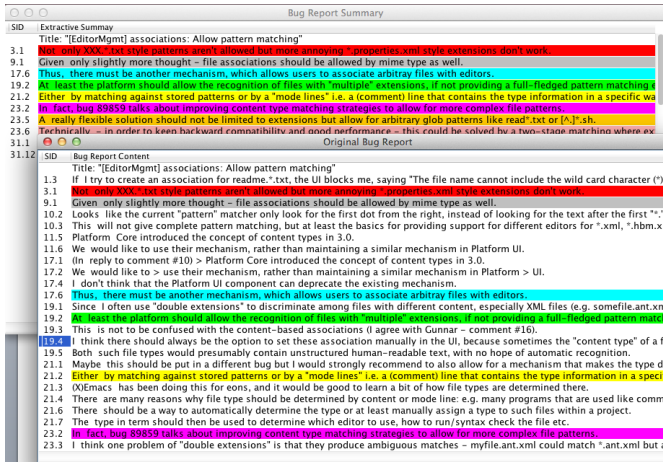 Bug Report Summary
SID Extractive Summay
Title: "[EditorMgmt] associations: Allow pattern matching"
3.1 Not only XXX.*.txt style patterns aren't allowed but more annoying *.properties.xml style extensions don't work.
9.1 Given only slightly more thought – file associations should be allowed by mime type as well.
17.6 Thus, there must be another mechanism, which allows users to associate arbitray files with editors.
19.2 At least the platform should allow the recognition of files with "multiple" extensions, if not providing a full-fledged pattern matching e
21.2 Either by matching against stored patterns or by a "mode lines" i.e. a (comment) line that contains the type information in a specific wa
23.2 In fact, bug 89859 talks about improving content type matching strategies to allow for more complex file patterns.
23.5 A really flexible solution should not be limited to extensions but allow for arbitrary glob patterns like read*.txt or [^.]*.sh.
23.6 Technically – in order to keep backward compatibility and good performance – this could be solved by a two-stage matching where ex
31.1
31.12
Original Bug Report
SID Bug Report Content
Title: "[EditorMgmt] associations: Allow pattern matching"
1.3 If I try to create an association for readme.*.txt, the UI blocks me, saying "The file name cannot include the wild card character (*)
3.1 Not only XXX.*.txt style patterns aren't allowed but more annoying *.properties.xml style extensions don't work.
9.1 Given only slightly more thought – file associations should be allowed by mime type as well.
10.2 Looks like the current "pattern" matcher only look for the first dot from the right, instead of looking for the text after the first "*."
10.3 This will not give complete pattern matching, but at least the basics for providing support for different editors for *.xml, *.hbm.x
11.5 Platform Core introduced the concept of content types in 3.0.
11.6 We would like to use their mechanism, rather than maintaining a similar mechanism in Platform UI.
17.1 (In reply to comment #10) > Platform Core introduced the concept of content types in 3.0.
17.2 We would like to > use their mechanism, rather than maintaining a similar mechanism in Platform > UI.
17.4 I don't think that the Platform UI component can deprecate the existing mechanism.
17.6 Thus, there must be another mechanism, which allows users to associate arbitray files with editors.
19.1 Since I often use "double extensions" to discriminate among files with different content, especially XML files (e.g. somefile.ant.xm
19.2 At least the platform should allow the recognition of files with "multiple" extensions, if not providing a full-fledged pattern matc
19.3 This is not to be confused with the content-based associations (I agree with Gunnar – comment #16).
19.4 I think there should always be the option to set these association manually in the UI, because sometimes the "content type" of a f
19.5 Both such file types would presumably contain unstructured human-readable text, with no hope of automatic recognition.
21.1 Maybe this should be put in a different bug but I would strongly recommend to also allow for a mechanism that makes the type d
21.2 Either by matching against stored patterns or by a "mode lines" i.e. a (comment) line that contains the type information in a speci
21.3 (X)Emacs has been doing this for eons, and it would be good to learn a bit of how file types are determined there.
21.4 There are many reasons why file type should be determined by content or mode line: e.g. many programs that are used like comm
21.6 There should be a way to automatically determine the type or at least manually assign a type to such files within a project.
21.7 The type in term should then be used to determine which editor to use, how to run/syntax check the file etc.
23.2 In fact, bug 89859 talks about improving content type matching strategies to allow for more complex file patterns.
23.3 I think one problem of "double extensions" is that they produce ambiguous matches – myfile.ant.xml could match *.ant.xml but a